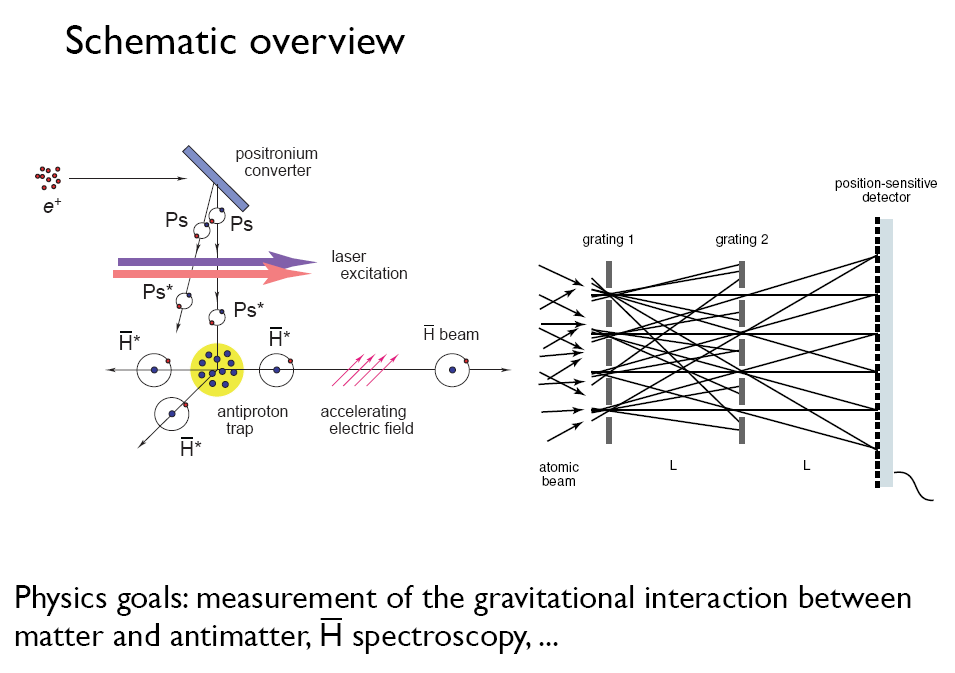 Schematic overview
positronium
converter
e⁺
Ps
Ps
laser
excitation
Ps*
Ps*
H̅*
H̅*
H̅ beam
antiproton
trap
accelerating
electric field
H̅*
position-sensitive
detector
grating 1
grating 2
atomic
beam
L
L
Physics goals: measurement of the gravitational interaction between
matter and antimatter, H̅ spectroscopy, ...